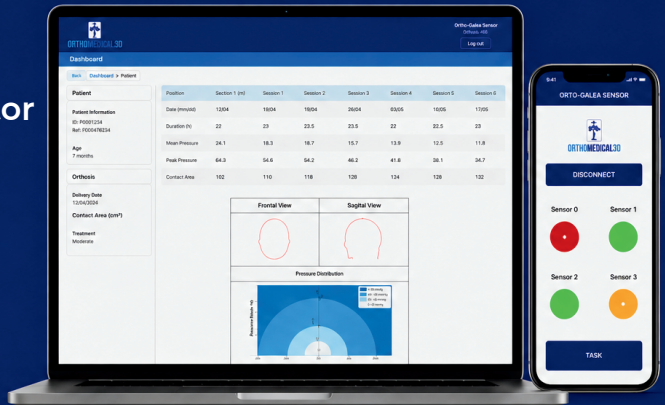 tor
ORTHOMEDICAL3D
Ortho-Galea Sensor
Log out
Dashboard
Back Dashboard > Patient
Patient
Patient Information
ID: P0001234
Ref: P000478234
Age
7 months
Orthosis
Delivery Date
12/04/2024
Contact Area (cm²)
Treatment
Moderate
Position Section 1 (m) Session 1 Session 2 Session 3 Session 4 Session 5 Session 6
Date (mm/dd) 12/04 18/04 19/04 26/04 03/05 10/05 17/05
Duration (h) 22 23 23.5 23.5 22 22.5 23
Mean Pressure 24.1 18.3 18.7 15.7 13.9 12.5 11.8
Peak Pressure 64.3 54.6 54.2 46.2 41.8 38.1 34.7
Contact Area 102 110 118 126 134 128 132
Frontal View Sagital View
Pressure Distribution
9:41
ORTO-GALEA SENSOR
ORTHOMEDICAL3D
DISCONNECT
Sensor 0 Sensor 1
Sensor 2 Sensor 3
TASK